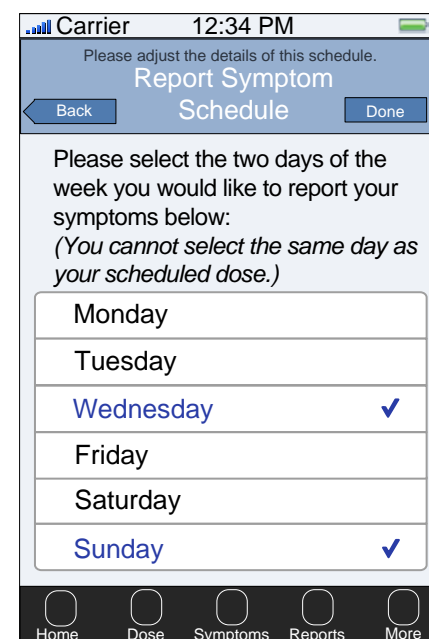 Carrier 12:34 PM
Please adjust the details of this schedule.
Report Symptom
Schedule
Back
Done
Please select the two days of the
week you would like to report your
symptoms below:
(You cannot select the same day as
your scheduled dose.)
Monday
Tuesday
Wednesday ✓
Friday
Saturday
Sunday ✓
Home Dose Symptoms Reports More